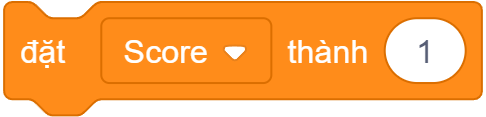 đặt Score thành 1